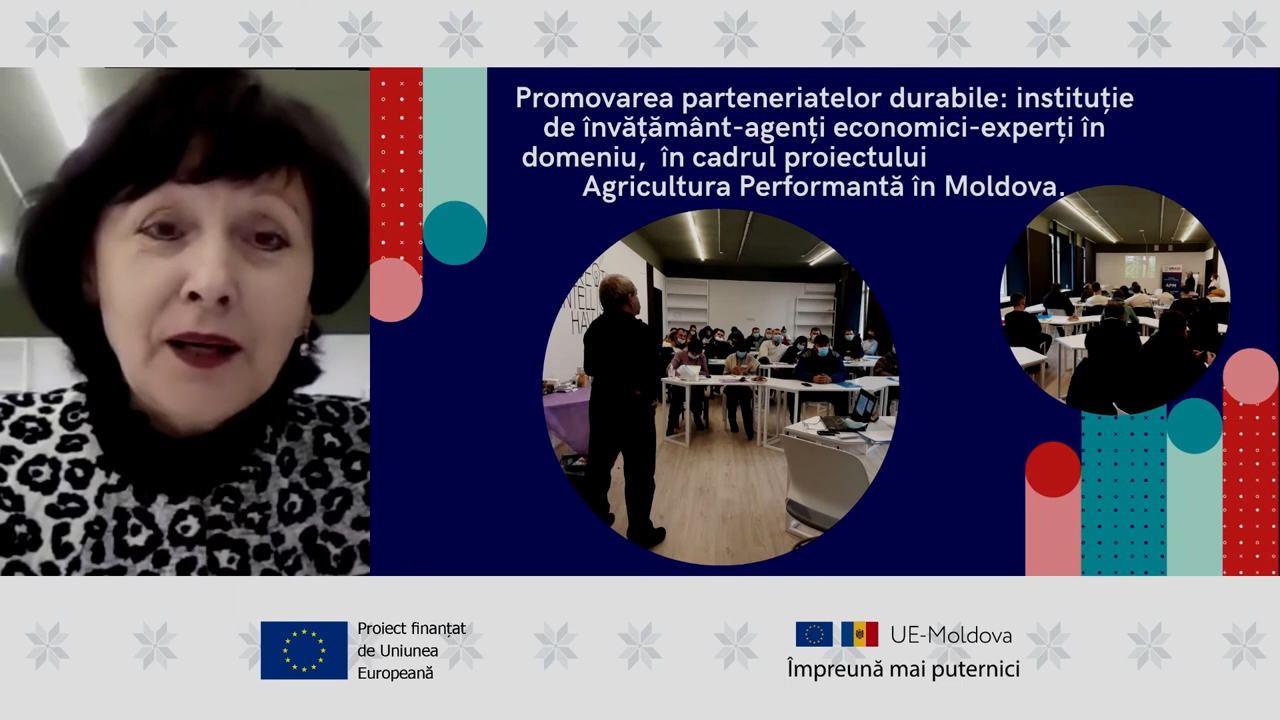 Promovarea parteneriatelor durabile: instituție
de învățământ-agenți economici-experți în
domeniu, în cadrul proiectului
Agricultura Performantă în Moldova.
Proiect finanțat
de Uniunea
Europeană
UE-Moldova
Împreună mai puternici